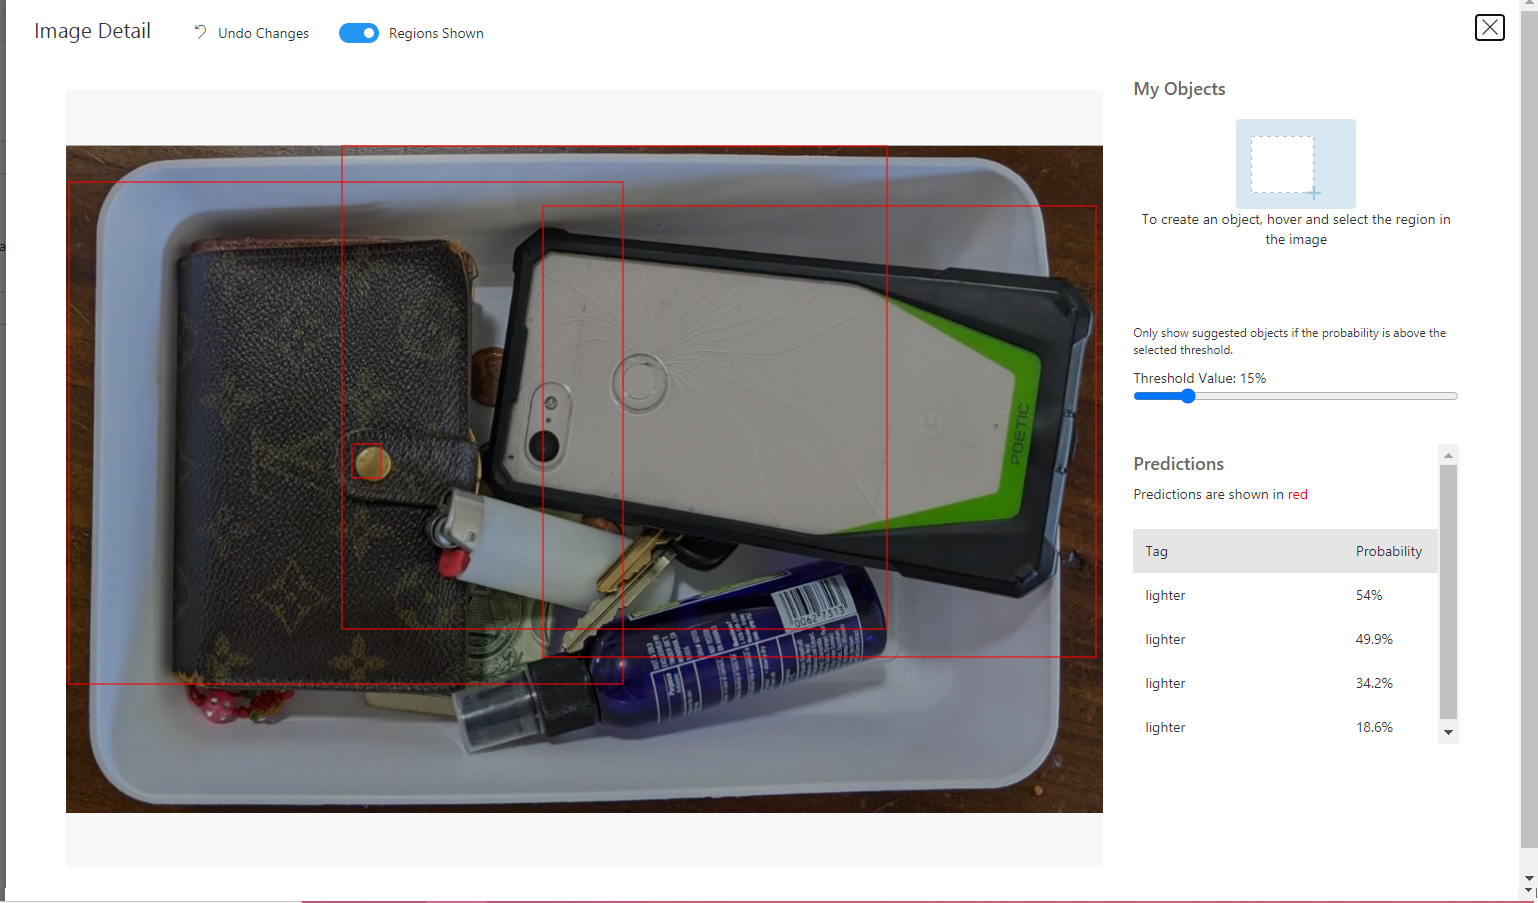 Image Detail
Undo Changes
Regions Shown
My Objects
To create an object, hover and select the region in
the image
Only show suggested objects if the probability is above the
selected threshold.
Threshold Value: 15%
Predictions
Predictions are shown in red
Tag Probability
lighter 54%
lighter 49.9%
lighter 34.2%
lighter 18.6%
POETIC
G